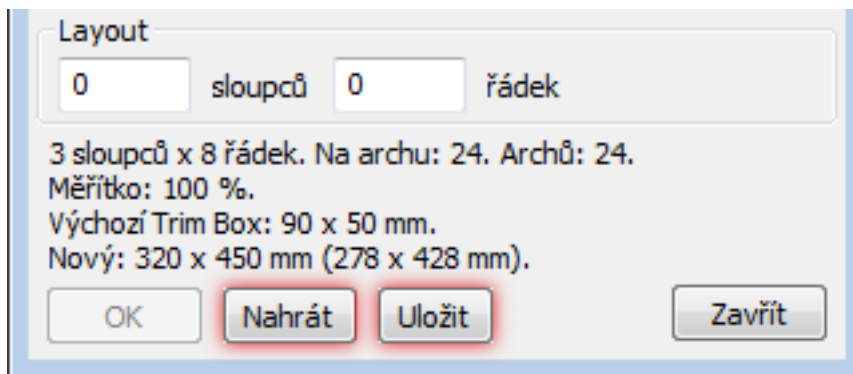 Layout
0 sloupců 0 řádek
3 sloupců x 8 řádek. Na archu: 24. Archů: 24.
Měřítko: 100 %.
Výchozí Trim Box: 90 x 50 mm.
Nový: 320 x 450 mm (278 x 428 mm).
OK Nahrát Uložit Zavřít